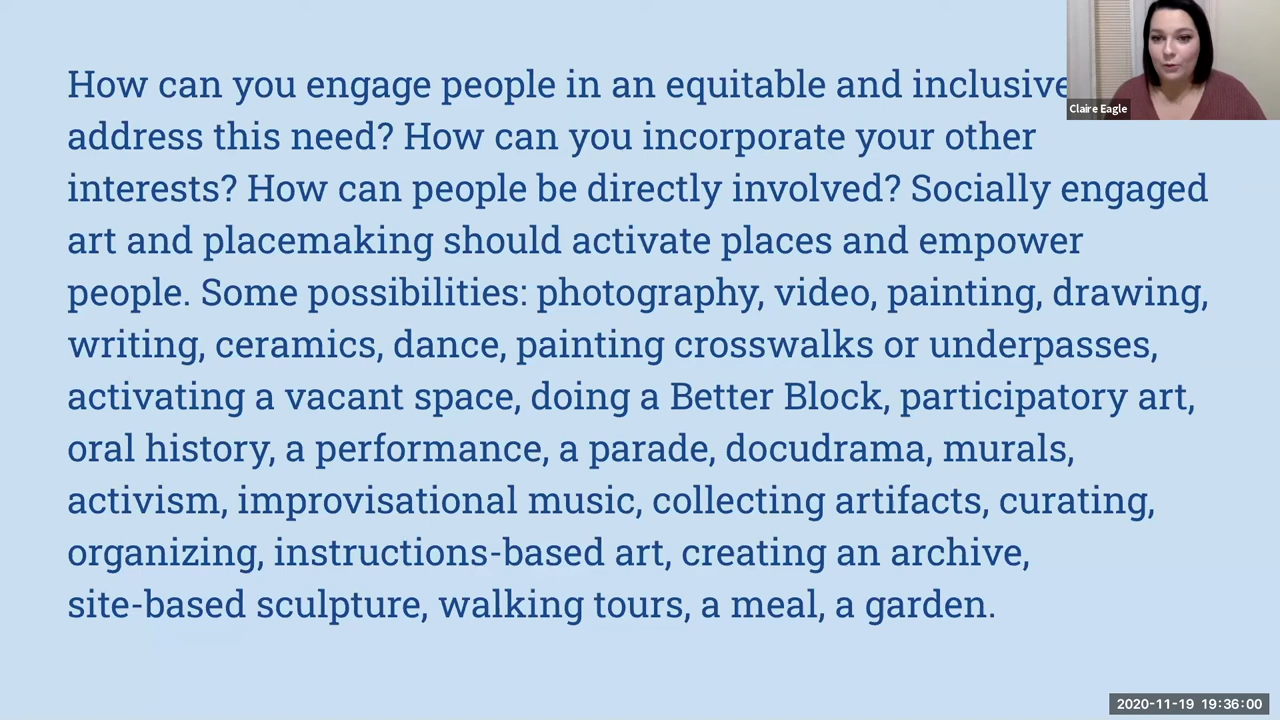 How can you engage people in an equitable and inclusive
address this need? How can you incorporate your other
interests? How can people be directly involved? Socially engaged
art and placemaking should activate places and empower
people. Some possibilities: photography, video, painting, drawing,
writing, ceramics, dance, painting crosswalks or underpasses,
activating a vacant space, doing a Better Block, participatory art,
oral history, a performance, a parade, docudrama, murals,
activism, improvisational music, collecting artifacts, curating,
organizing, instructions-based art, creating an archive,
site-based sculpture, walking tours, a meal, a garden.
Claire Eagle
2020-11-19 19:36:00